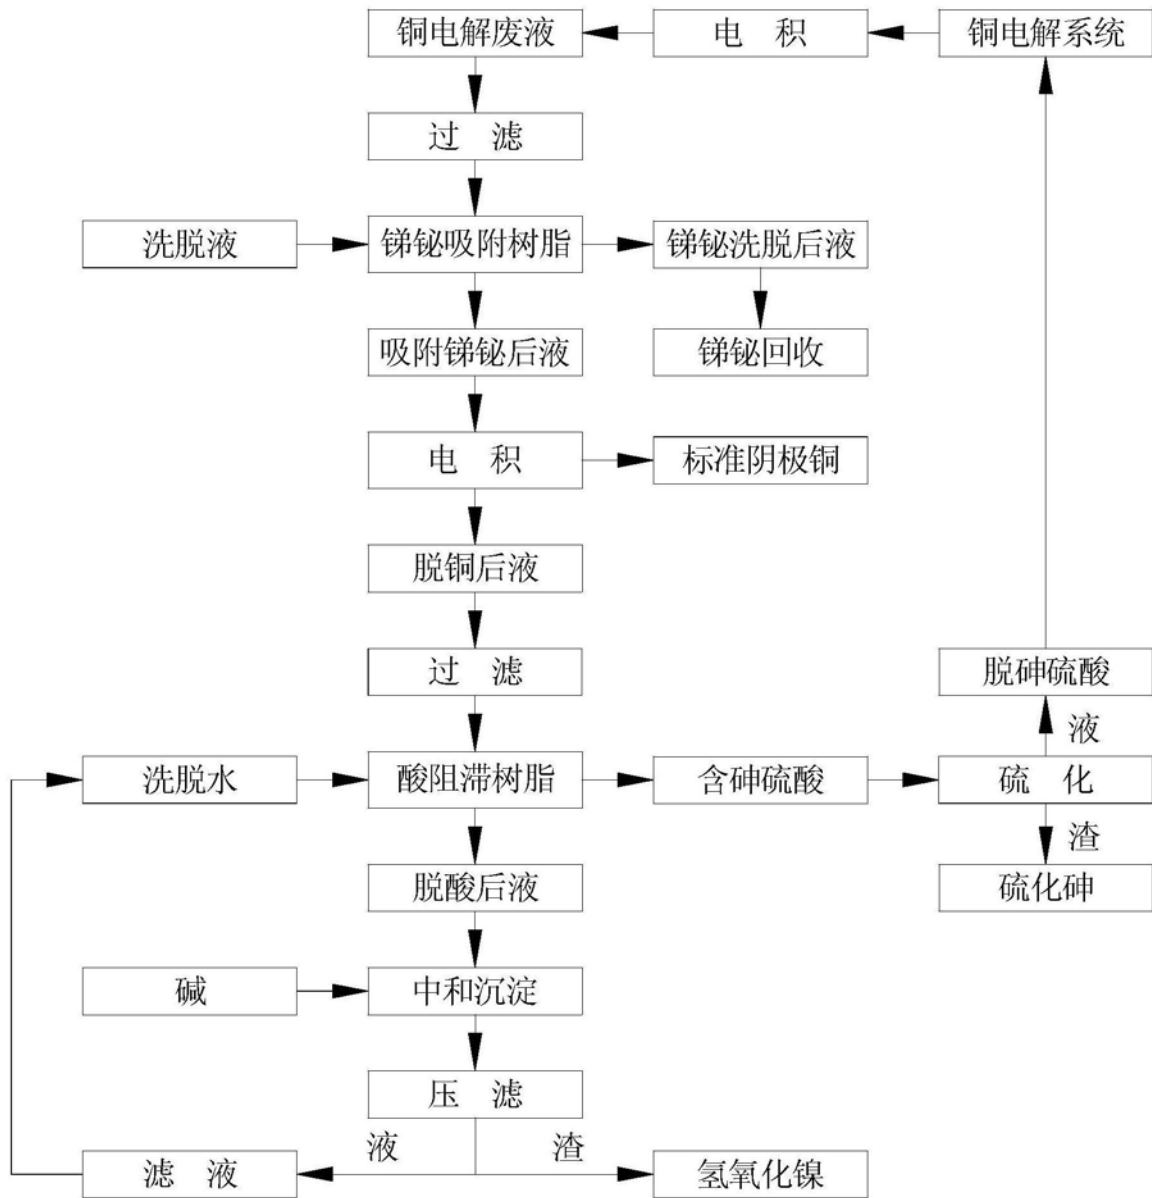 铜电解废液
电 积
铜电解系统
过 滤
洗脱液
锑铋吸附树脂
锑铋洗脱后液
吸附锑铋后液
锑铋回收
电 积
标准阴极铜
脱铜后液
过 滤
脱砷硫酸
液
洗脱水
酸阻滞树脂
含砷硫酸
硫 化
渣
脱酸后液
硫化砷
碱
中和沉淀
压 滤
液
渣
滤 液
氢氧化镍